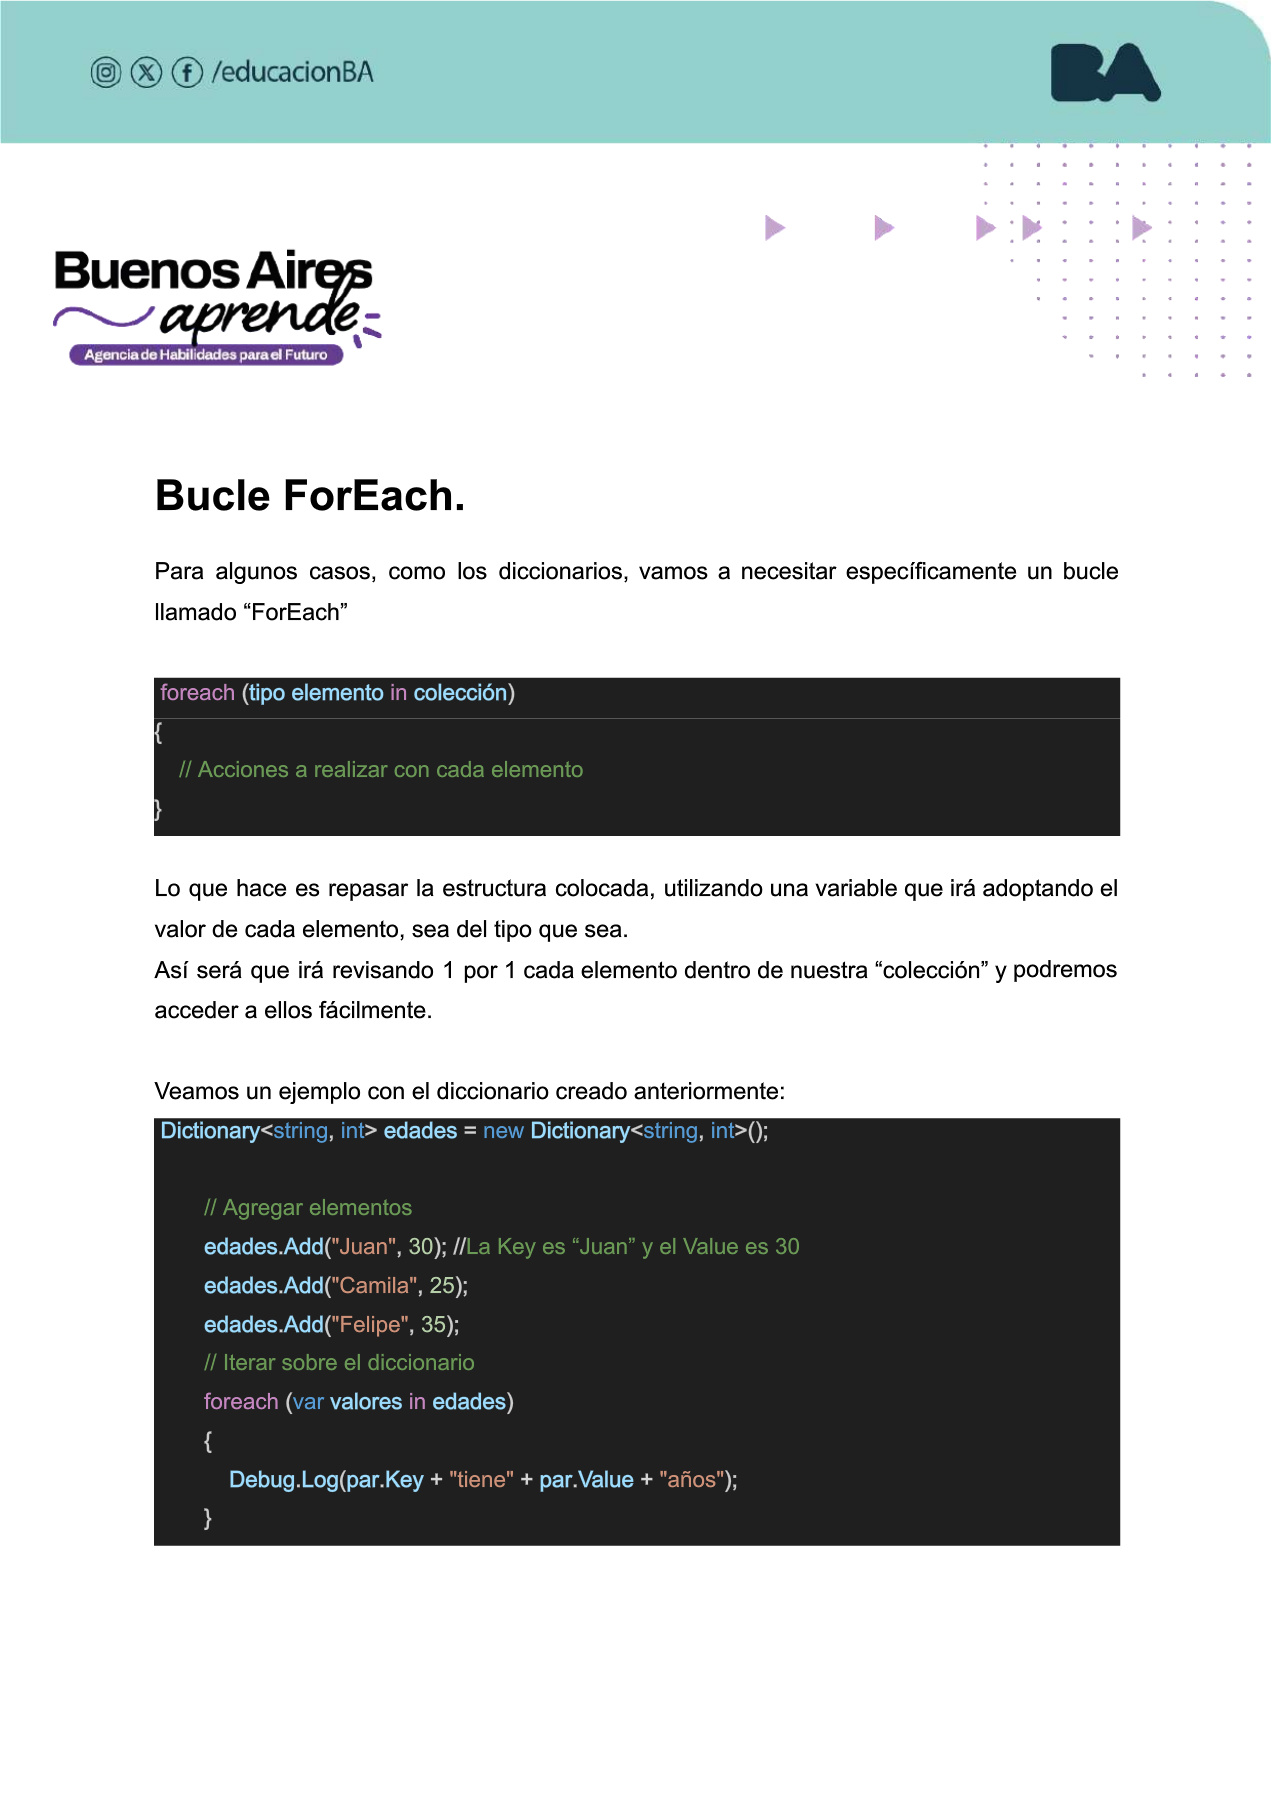 /educacionBA
BA
Buenos Aires
aprende
Agencia de Habilidades para el Futuro
Bucle ForEach.
Para algunos casos, como los diccionarios, vamos a necesitar específicamente un bucle
llamado “ForEach”
foreach (tipo elemento in colección)
{
// Acciones a realizar con cada elemento
}
Lo que hace es repasar la estructura colocada, utilizando una variable que irá adoptando el
valor de cada elemento, sea del tipo que sea.
Así será que irá revisando 1 por 1 cada elemento dentro de nuestra “colección” y podremos
acceder a ellos fácilmente.
Veamos un ejemplo con el diccionario creado anteriormente:
Dictionary<string, int> edades = new Dictionary<string, int>();
// Agregar elementos
edades.Add("Juan", 30); //La Key es “Juan” y el Value es 30
edades.Add("Camila", 25);
edades.Add("Felipe", 35);
// Iterar sobre el diccionario
foreach (var valores in edades)
{
Debug.Log(par.Key + "tiene" + par.Value + "años");
}